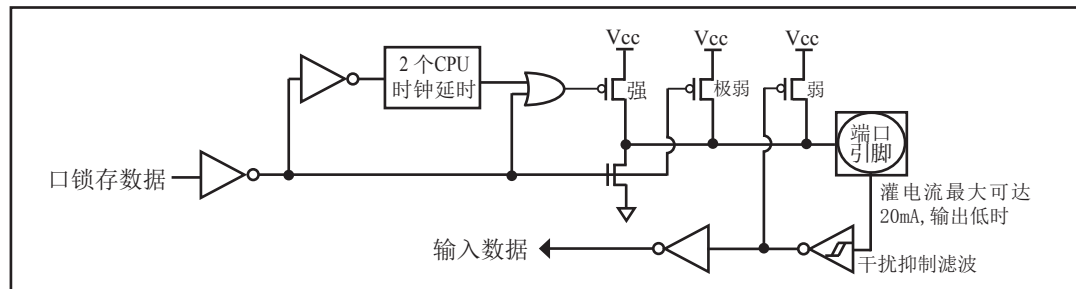 Vcc
Vcc
Vcc
2 个CPU
时钟延时
强
极弱
弱
端口
引脚
口锁存数据
灌电流最大可达
20mA,输出低时
输入数据
干扰抑制滤波